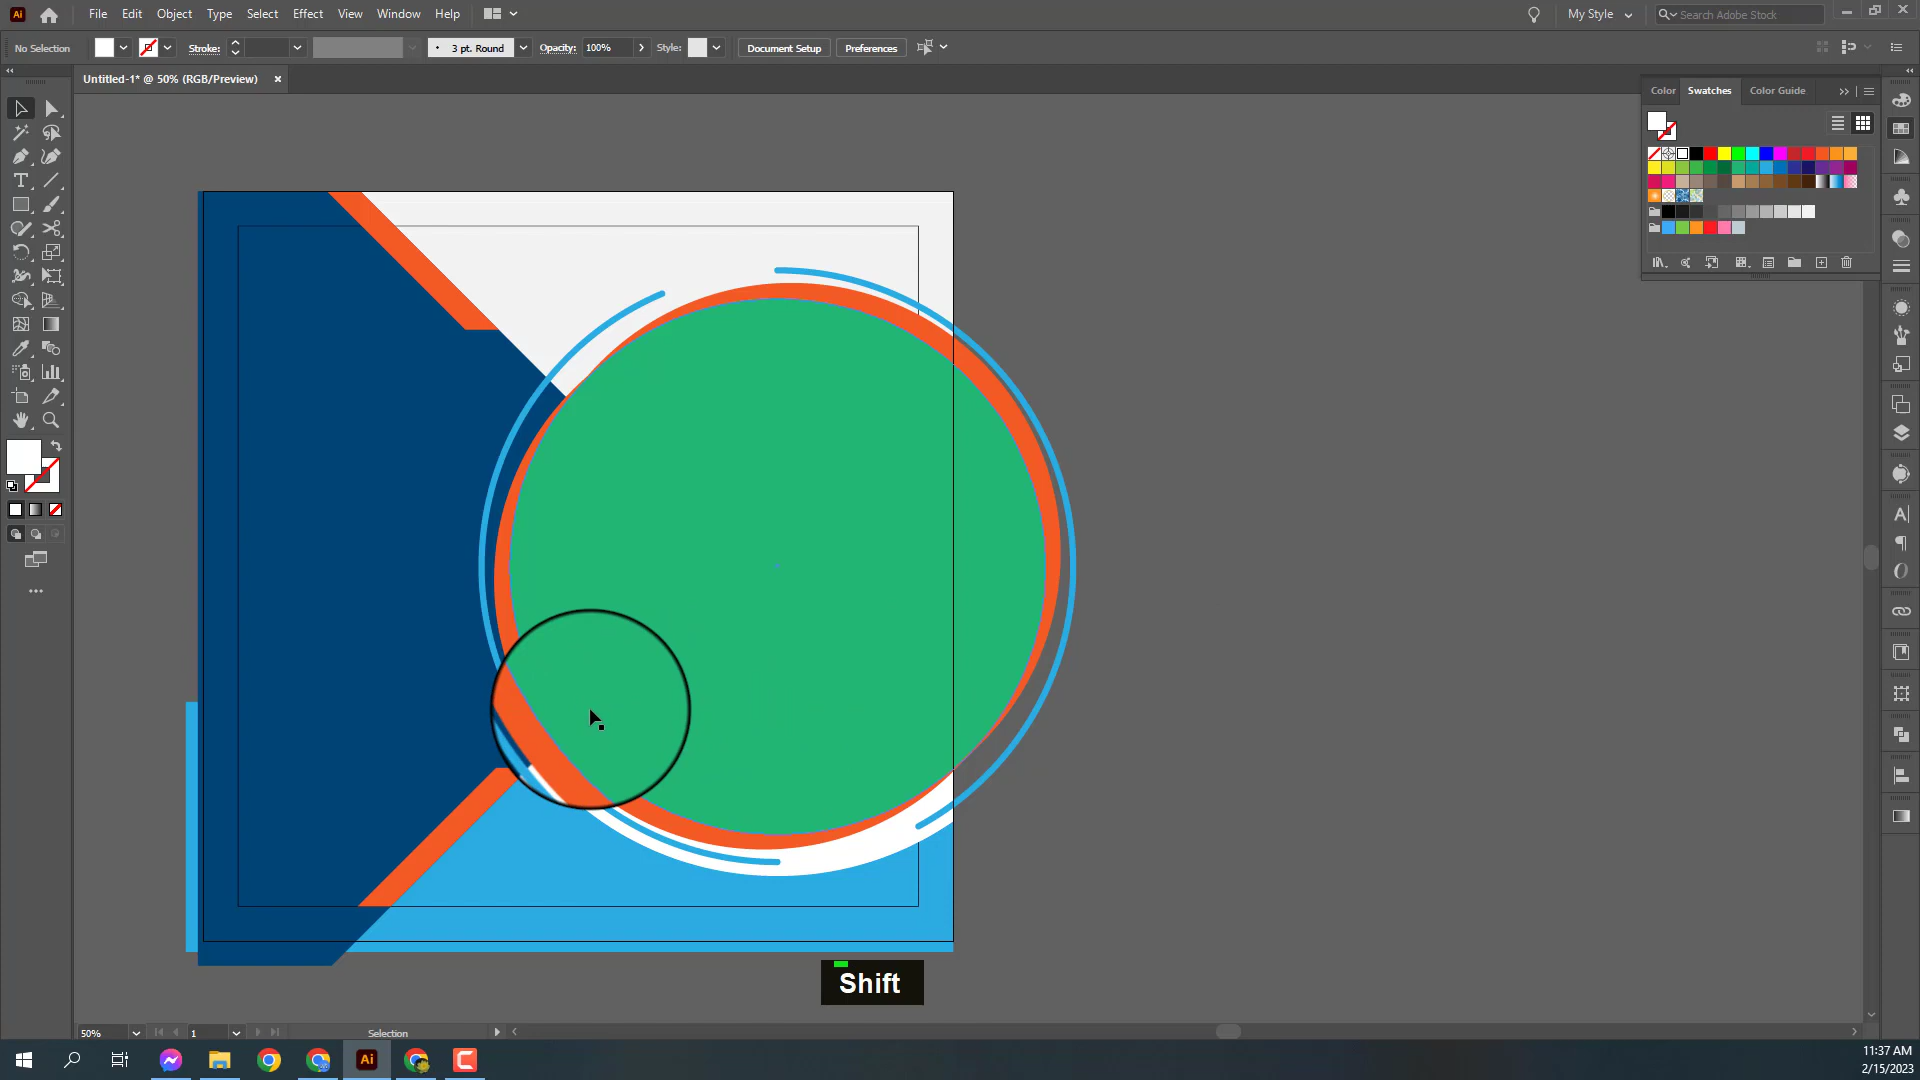 Ai File Edit Object Type Select Effect View Window Help My Style Search Adobe Stock
No Selection Stroke: 3 pt. Round Opacity: 100% Style: Document Setup Preferences
Untitled-1* @ 50% (RGB/Preview)
Color Swatches Color Guide
Shift
50% 1 Selection
Ai
11:37 AM
2/15/2023